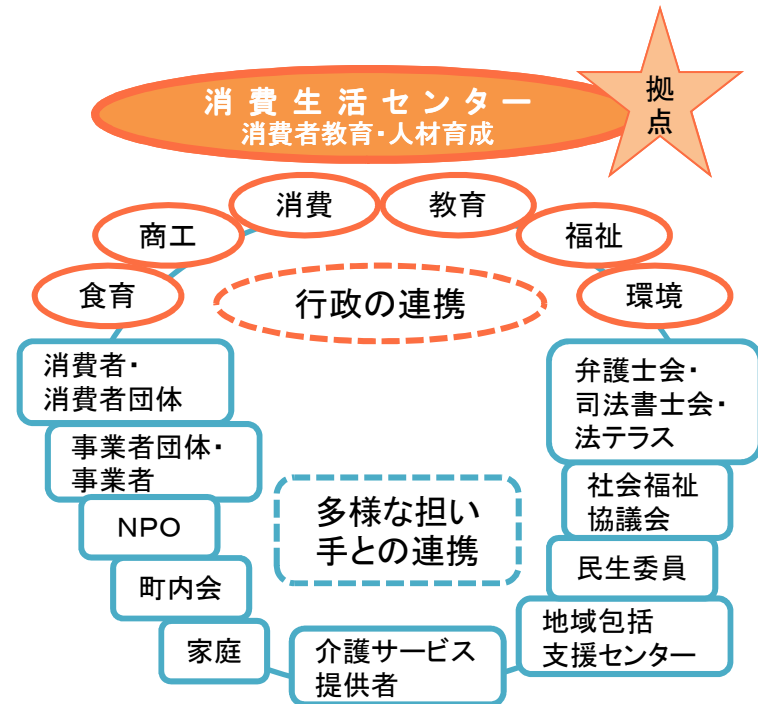 消費生活センター
消費者教育・人材育成
拠
点
消費
教育
商工
福祉
食育
環境
行政の連携
消費者・
消費者団体
弁護士会・
司法書士会・
法テラス
事業者団体・
事業者
社会福祉
協議会
NPO
多様な担い
手との連携
民生委員
町内会
地域包括
支援センター
家庭
介護サービス
提供者